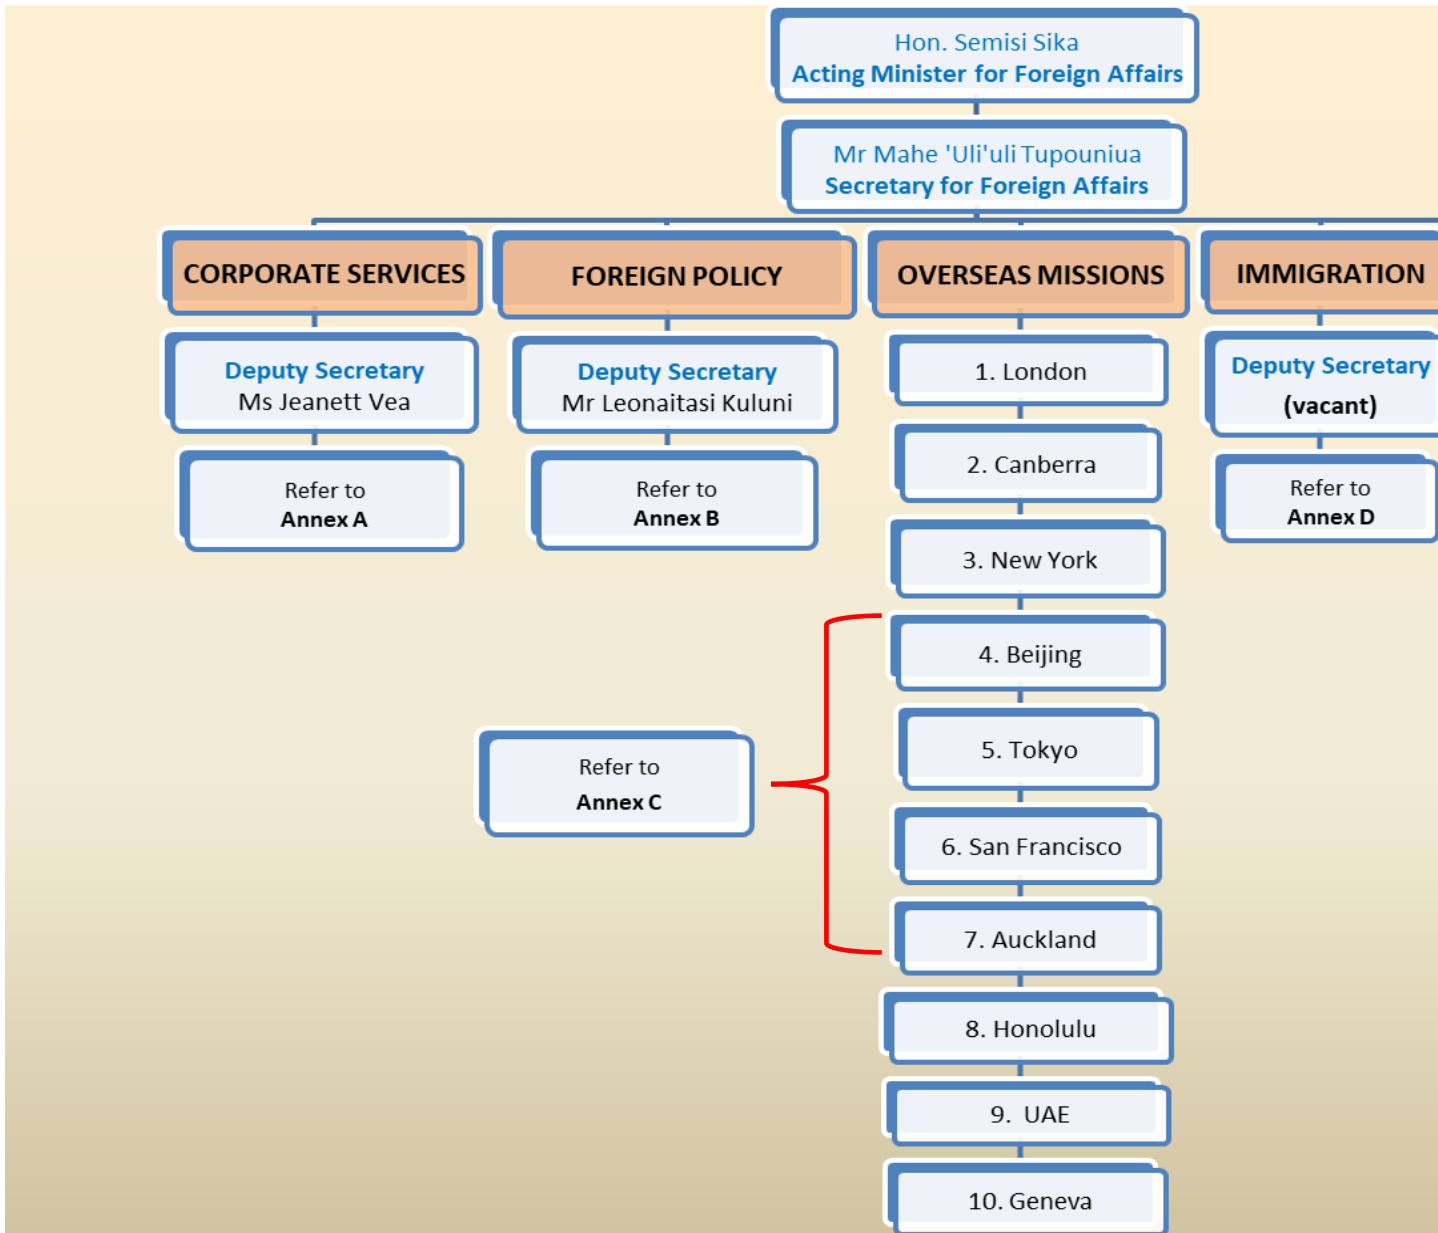 Hon. Semisi Sika
Acting Minister for Foreign Affairs
Mr Mahe 'Uli'uli Tupouniua
Secretary for Foreign Affairs
CORPORATE SERVICES
FOREIGN POLICY
OVERSEAS MISSIONS
IMMIGRATION
Deputy Secretary
Ms Jeanett Vea
Deputy Secretary
Mr Leonaitasi Kuluni
1. London
Deputy Secretary
(vacant)
Refer to
Annex A
Refer to
Annex B
2. Canberra
Refer to
Annex D
3. New York
4. Beijing
Refer to
Annex C
5. Tokyo
6. San Francisco
7. Auckland
8. Honolulu
9. UAE
10. Geneva